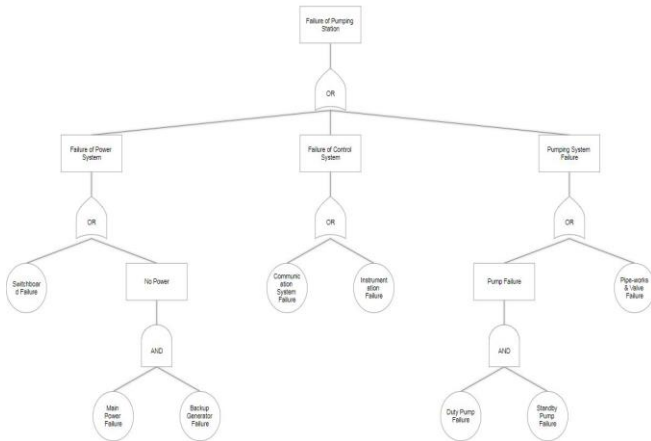 Failure of Pumping
Station
OR
Failure of Power
System
Failure of Control
System
Pumping System
Failure
OR
OR
OR
Switchboar
d Failure
No Power
Communic
ation
System
Failure
Instrument
ation
Failure
Pump Failure
Pipe-works
& Valve
Failure
AND
AND
Main
Power
Failure
Backup
Generator
Failure
Duty Pump
Failure
Standby
Pump
Failure